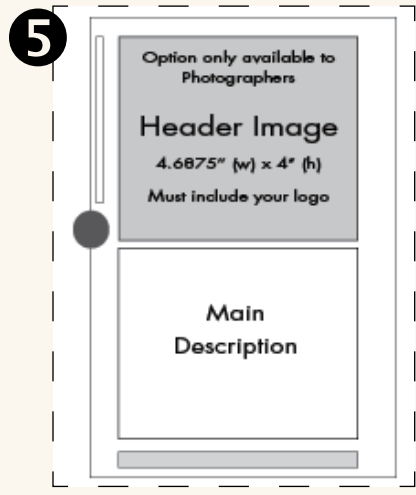 5
Option only available to
Photographers
Header Image
4.6875" (w) x 4" (h)
Must include your logo
Main
Description